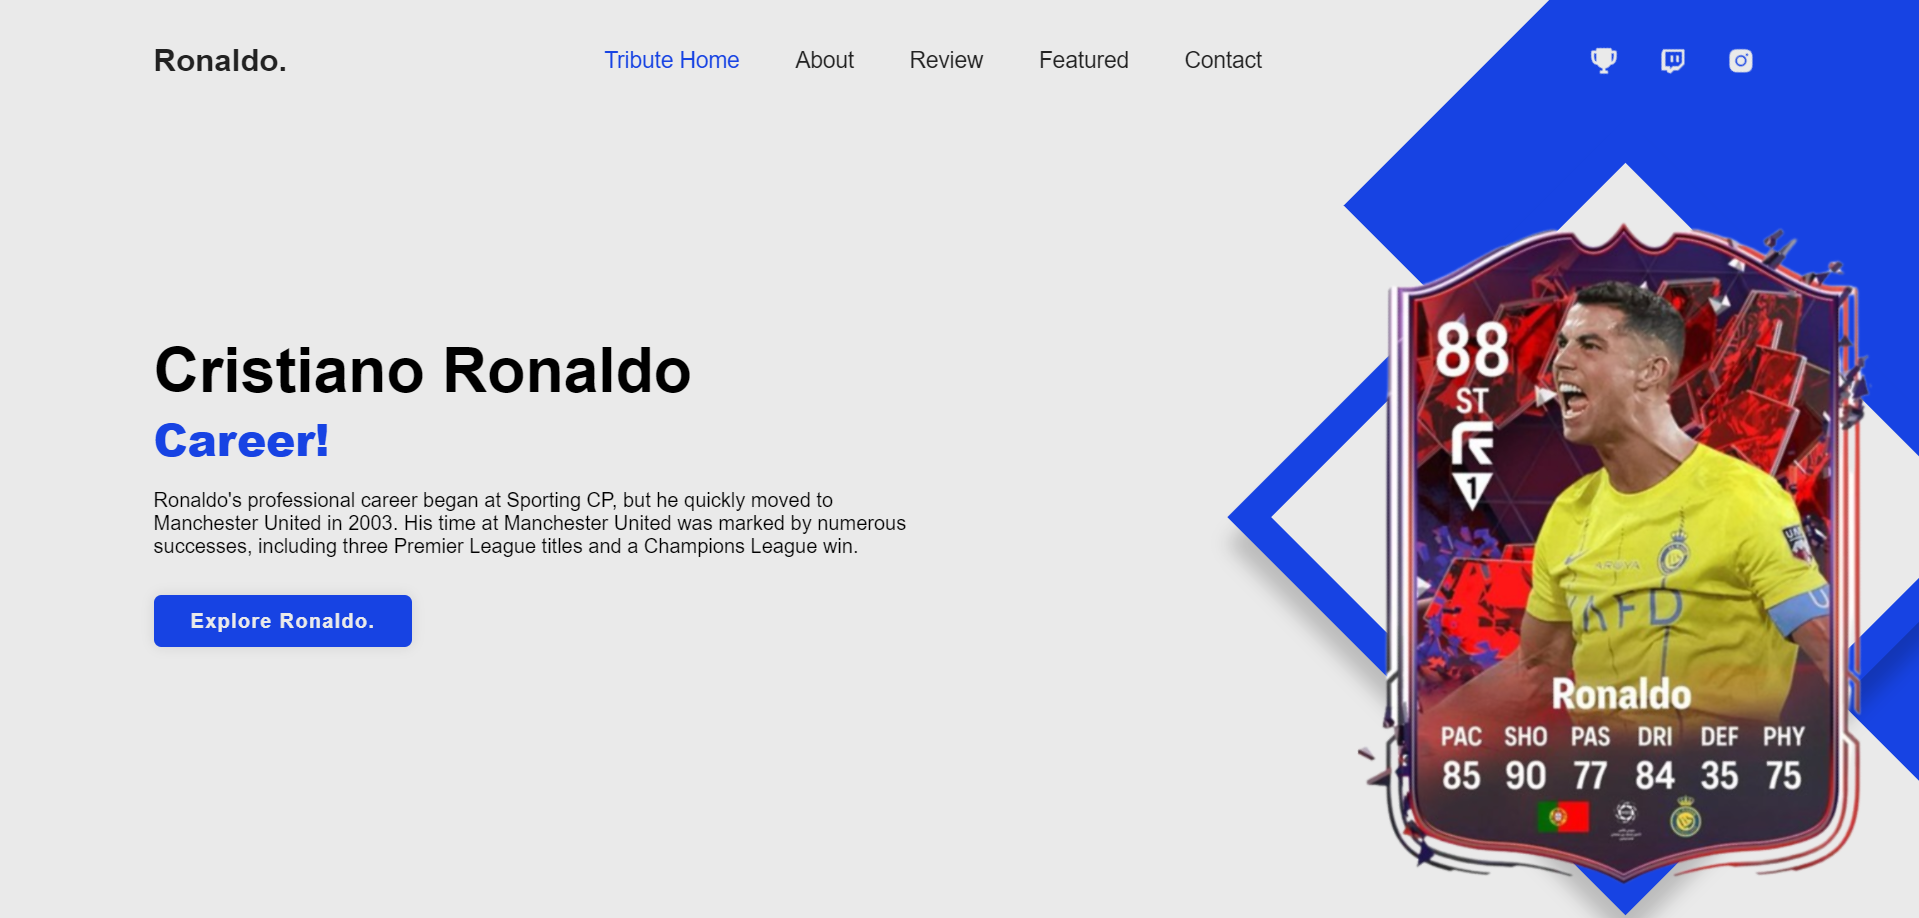 Ronaldo.
Tribute Home
About
Review
Featured
Contact
Cristiano Ronaldo
Career!
Ronaldo's professional career began at Sporting CP, but he quickly moved to
Manchester United in 2003. His time at Manchester United was marked by numerous
successes, including three Premier League titles and a Champions League win.
Explore Ronaldo.
88
ST
1
KAFD
Ronaldo
PAC SHO PAS DRI DEF PHY
85 90 77 84 35 75